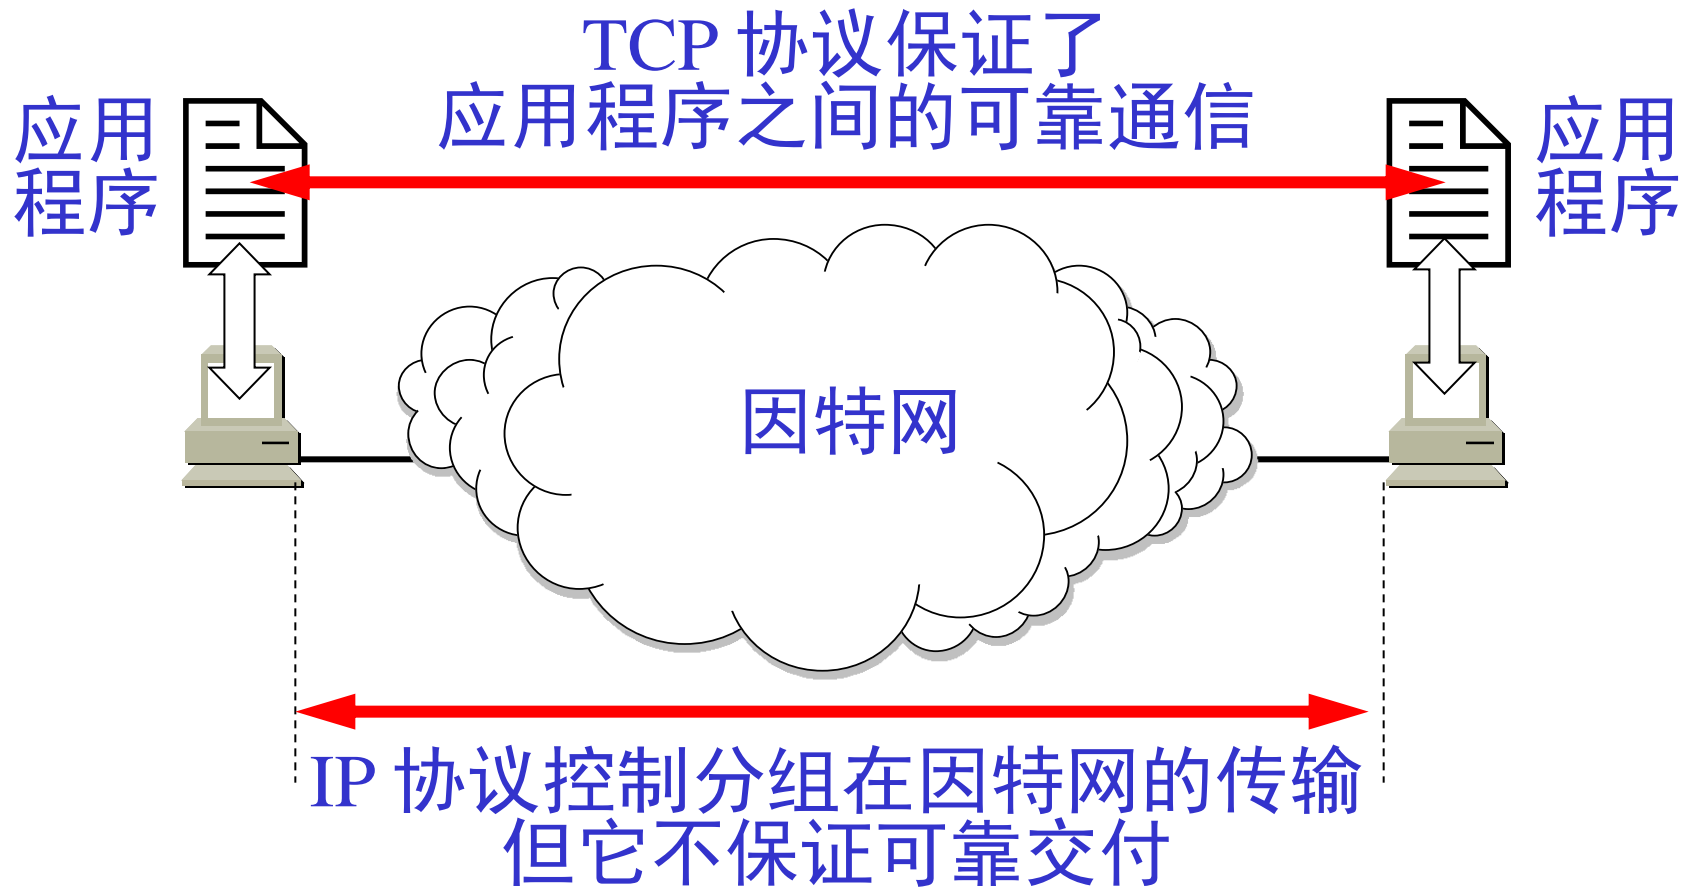 TCP 协议保证了
应用程序之间的可靠通信
应用
程序
应用
程序
因特网
IP 协议控制分组在因特网的传输
但它不保证可靠交付